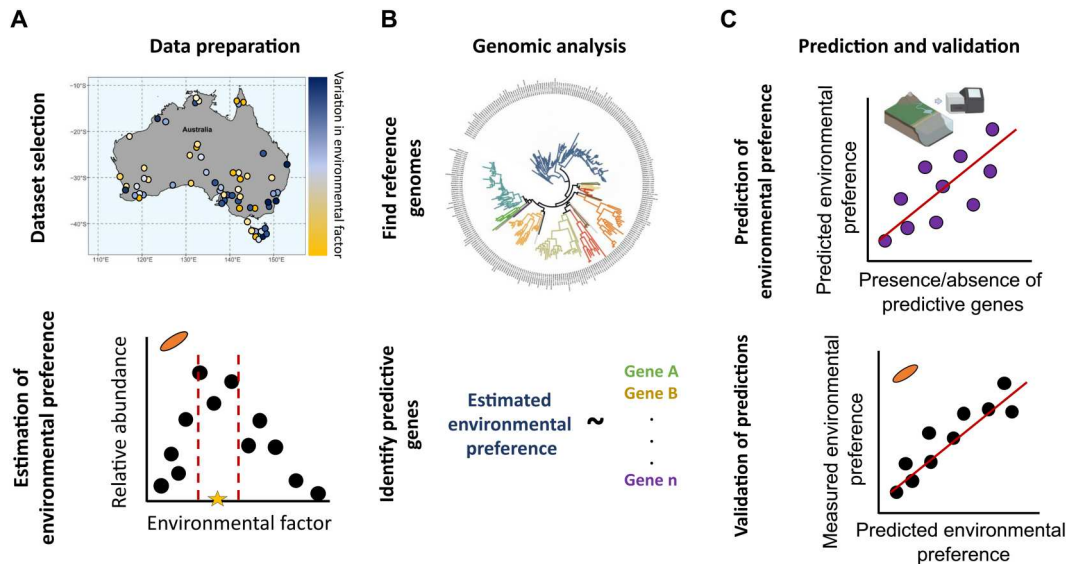 A
B
C
Data preparation
Genomic analysis
Prediction and validation
Dataset selection
-10°S
-20°S
-30°S
-40°S
Australia
110°E
120°E
130°E
140°E
150°E
Variation in environmental
factor
Find reference
genomes
Prediction of
environmental preference
Predicted environmental
preference
Presence/absence of
predictive genes
Estimation of
environmental preference
Relative abundance
Environmental factor
Identify predictive
genes
Estimated
environmental
preference
~
Gene A
Gene B
.
.
.
Gene n
Validation of predictions
Measured environmental
preference
Predicted environmental
preference